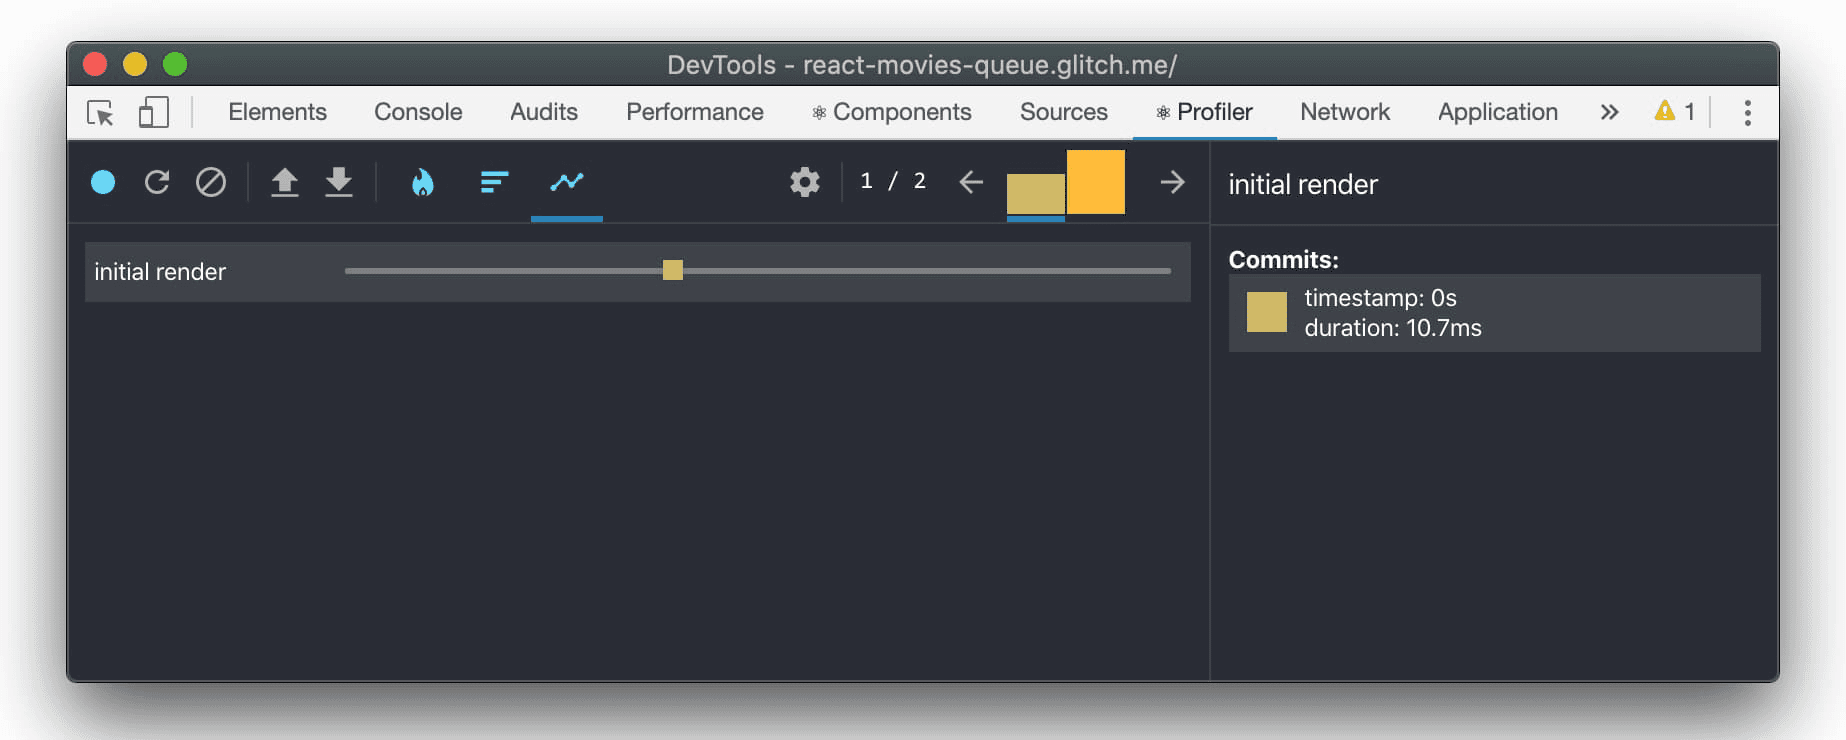 DevTools - react-movies-queue.glitch.me/
Elements Console Audits Performance ⚛ Components Sources ⚛ Profiler Network Application » 1
1 / 2
initial render
initial render
Commits:
timestamp: 0s
duration: 10.7ms